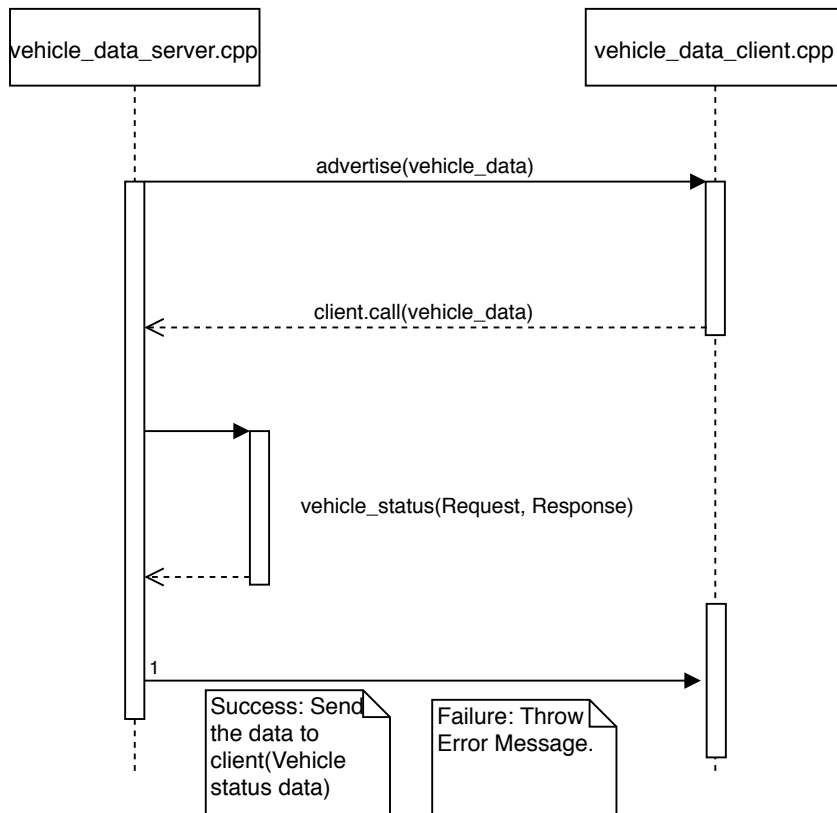 vehicle_data_server.cpp
vehicle_data_client.cpp
advertise(vehicle_data)
client.call(vehicle_data)
vehicle_status(Request, Response)
1
Success: Send
the data to
client(Vehicle
status data)
Failure: Throw
Error Message.